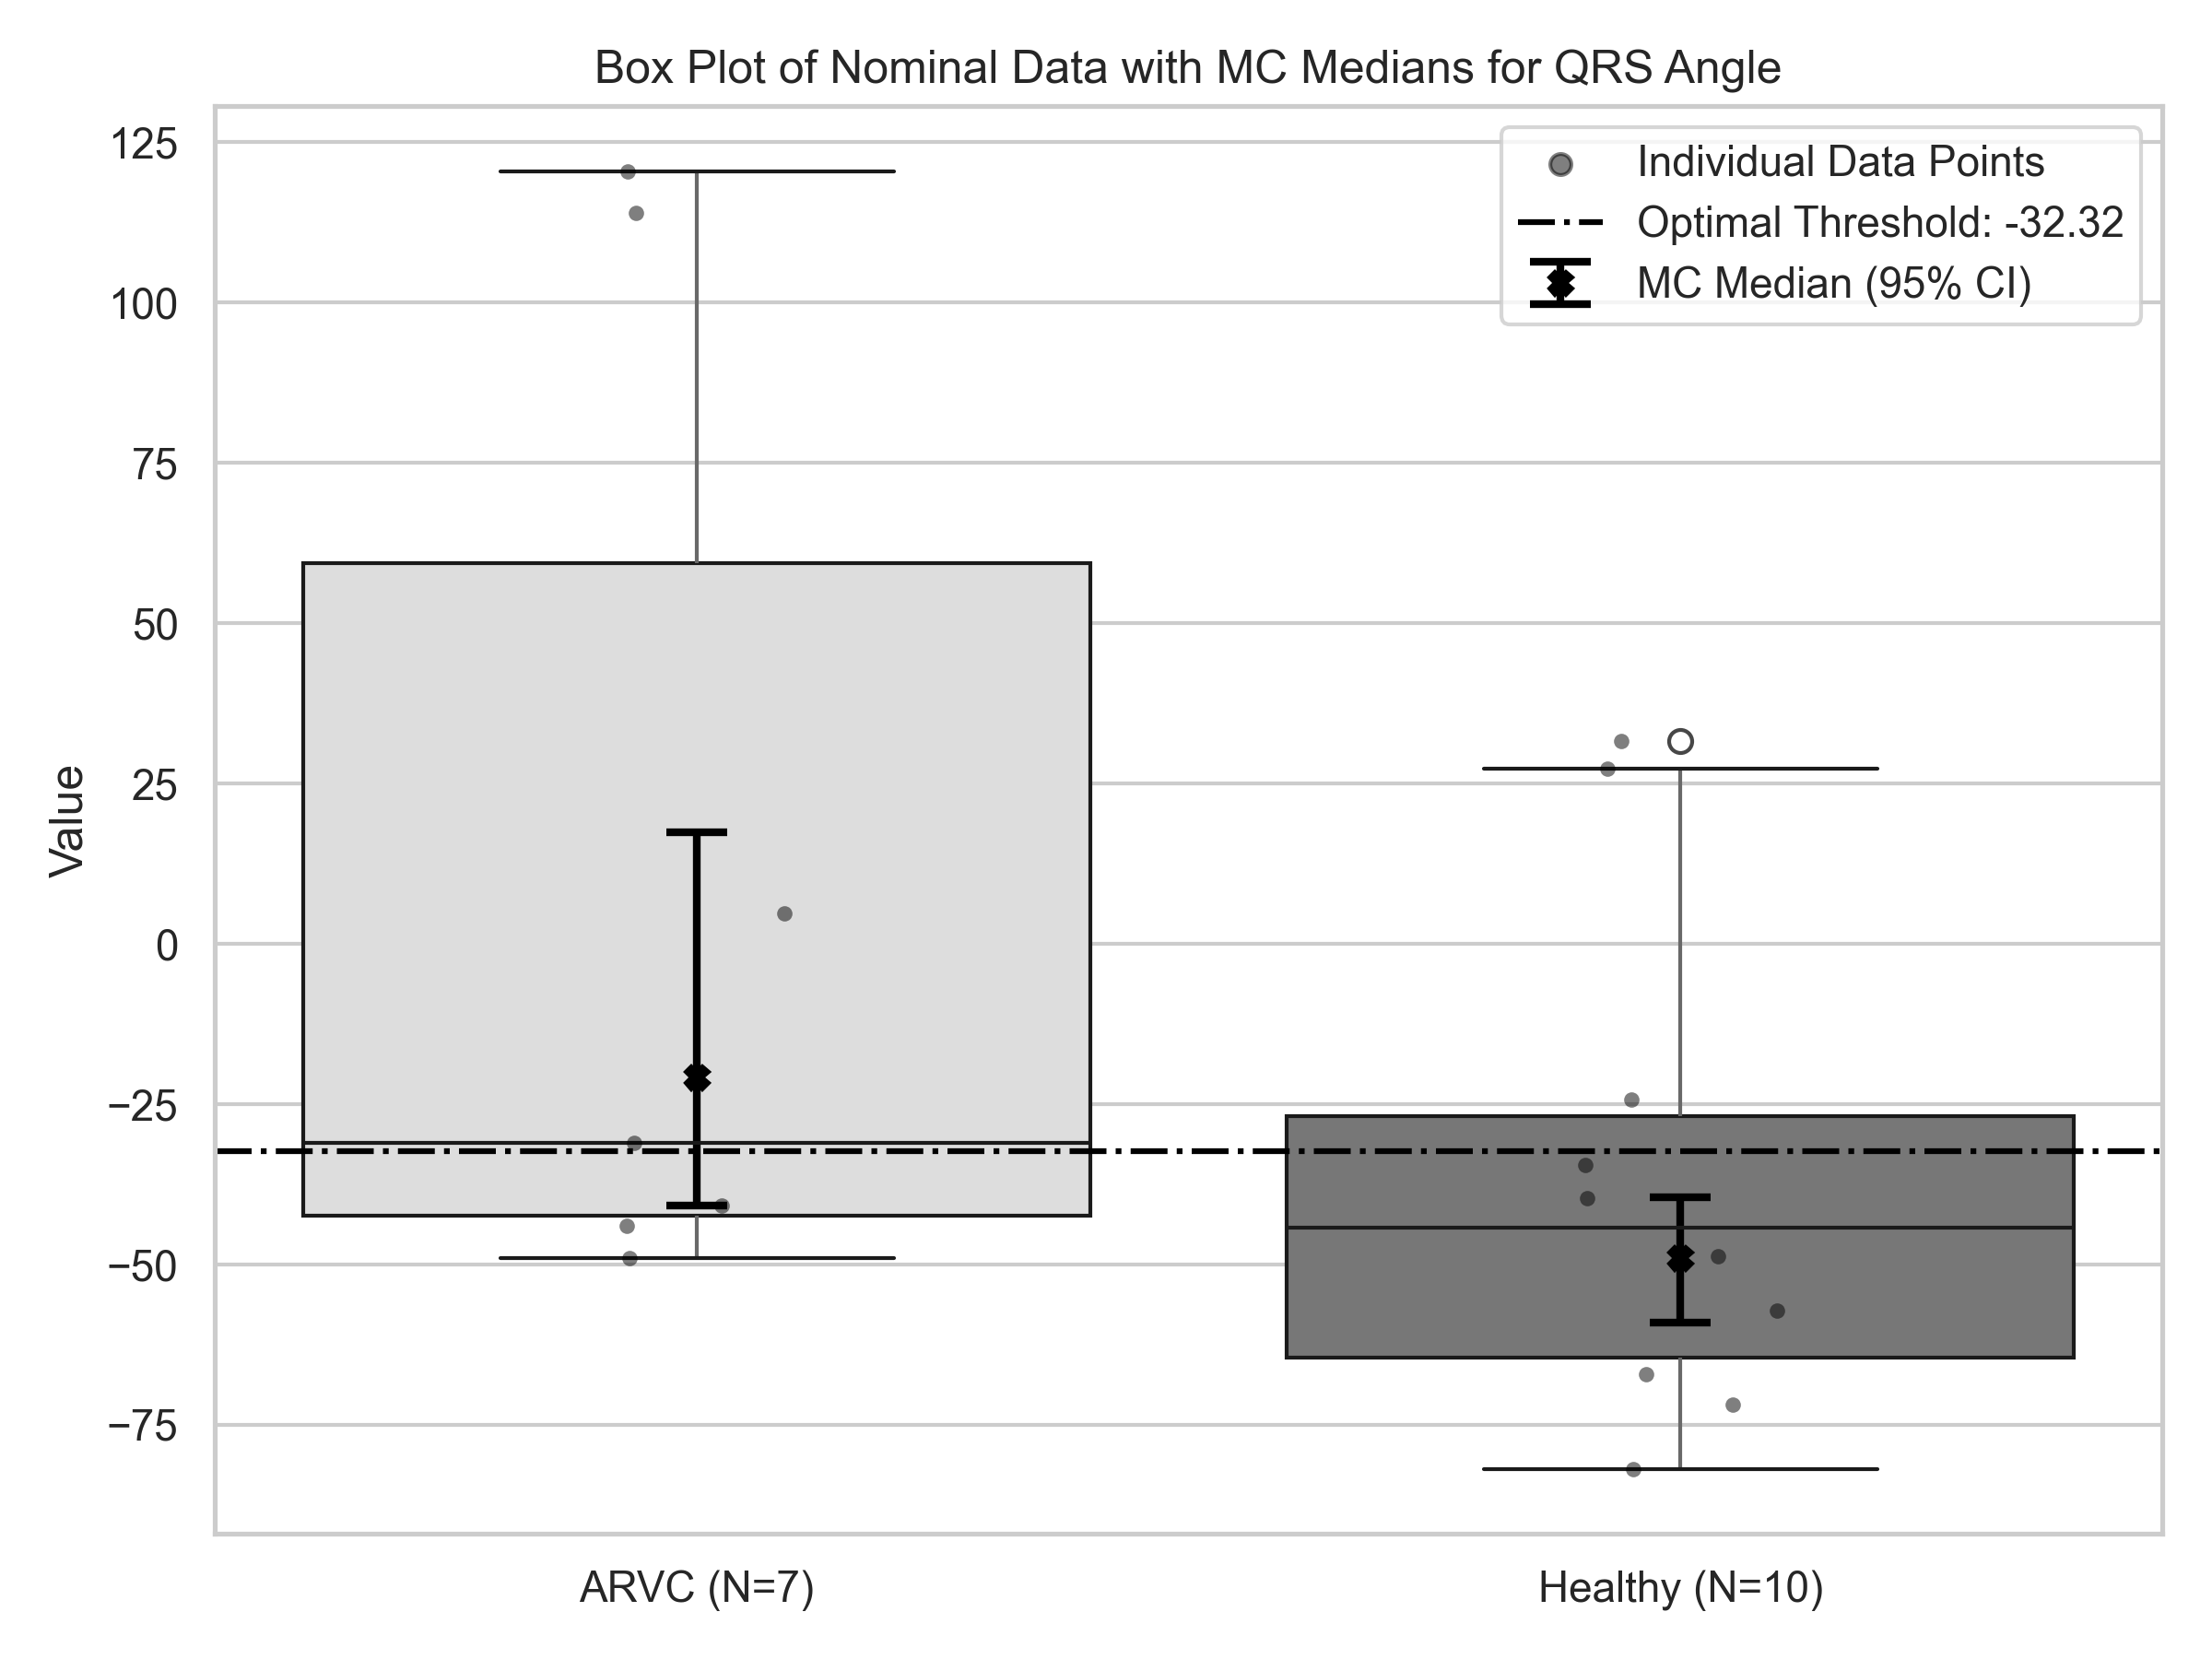 Box Plot of Nominal Data with MC Medians for QRS Angle
125
100
75
50
25
0
−25
−50
−75
Value
Individual Data Points
Optimal Threshold: -32.32
MC Median (95% CI)
ARVC (N=7)
Healthy (N=10)